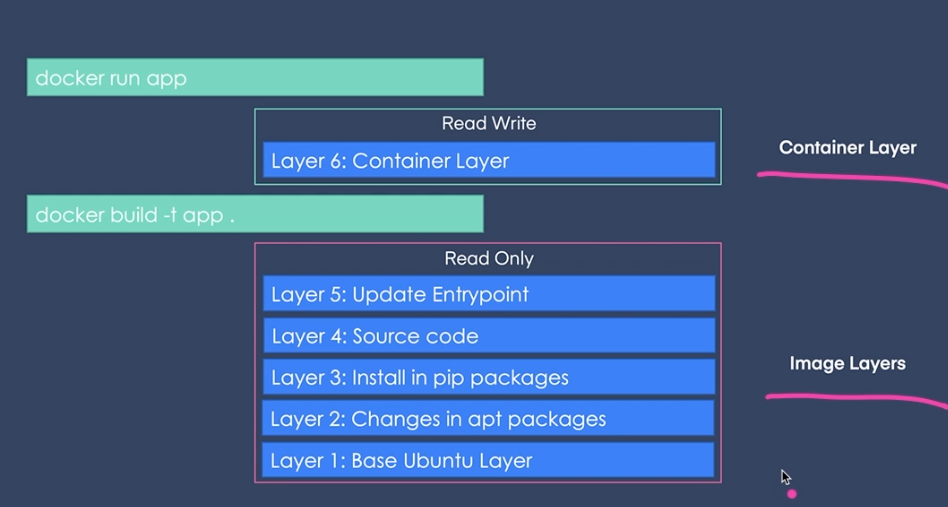 docker run app
Read Write
Layer 6: Container Layer
Container Layer
docker build -t app .
Read Only
Layer 5: Update Entrypoint
Layer 4: Source code
Layer 3: Install in pip packages
Layer 2: Changes in apt packages
Layer 1: Base Ubuntu Layer
Image Layers